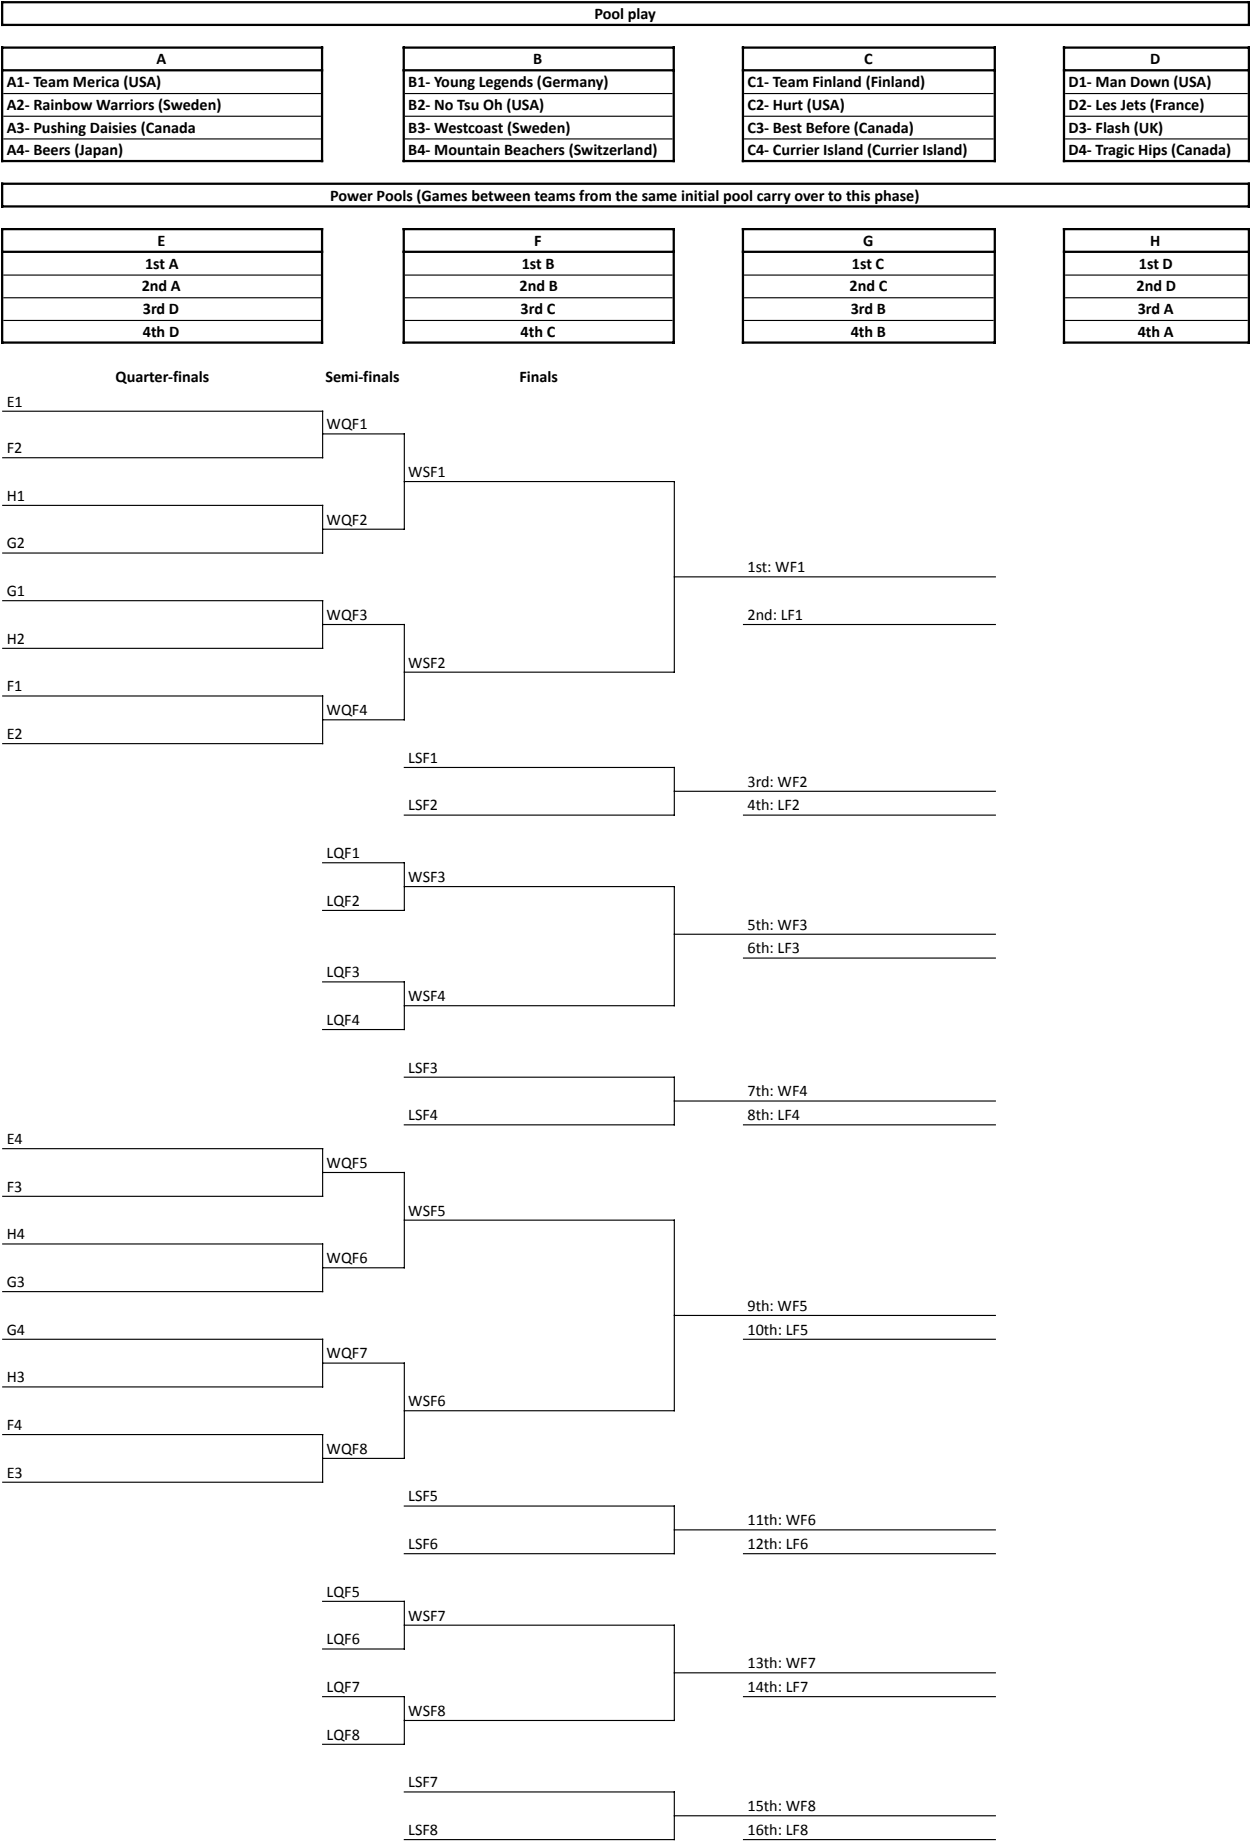 Pool play
A B C D
A1- Team Merica (USA) B1- Young Legends (Germany) C1- Team Finland (Finland) D1- Man Down (USA)
A2- Rainbow Warriors (Sweden) B2- No Tsu Oh (USA) C2- Hurt (USA) D2- Les Jets (France)
A3- Pushing Daisies (Canada B3- Westcoast (Sweden) C3- Best Before (Canada) D3- Flash (UK)
A4- Beers (Japan) B4- Mountain Beachers (Switzerland) C4- Currier Island (Currier Island) D4- Tragic Hips (Canada)
Power Pools (Games between teams from the same initial pool carry over to this phase)
E F G H
1st A 1st B 1st C 1st D
2nd A 2nd B 2nd C 2nd D
3rd D 3rd C 3rd B 3rd A
4th D 4th C 4th B 4th A
Quarter-finals Semi-finals Finals
E1
WQF1
F2
WSF1
H1
WQF2
G2
1st: WF1
G1
WQF3 2nd: LF1
H2
WSF2
F1
WQF4
E2
LSF1
3rd: WF2
LSF2 4th: LF2
LQF1
WSF3
LQF2
5th: WF3
6th: LF3
LQF3
WSF4
LQF4
LSF3
7th: WF4
LSF4 8th: LF4
E4
WQF5
F3
WSF5
H4
WQF6
G3
9th: WF5
G4 10th: LF5
WQF7
H3
WSF6
F4
WQF8
E3
LSF5
11th: WF6
LSF6 12th: LF6
LQF5
WSF7
LQF6
13th: WF7
LQF7 14th: LF7
WSF8
LQF8
LSF7
15th: WF8
LSF8 16th: LF8